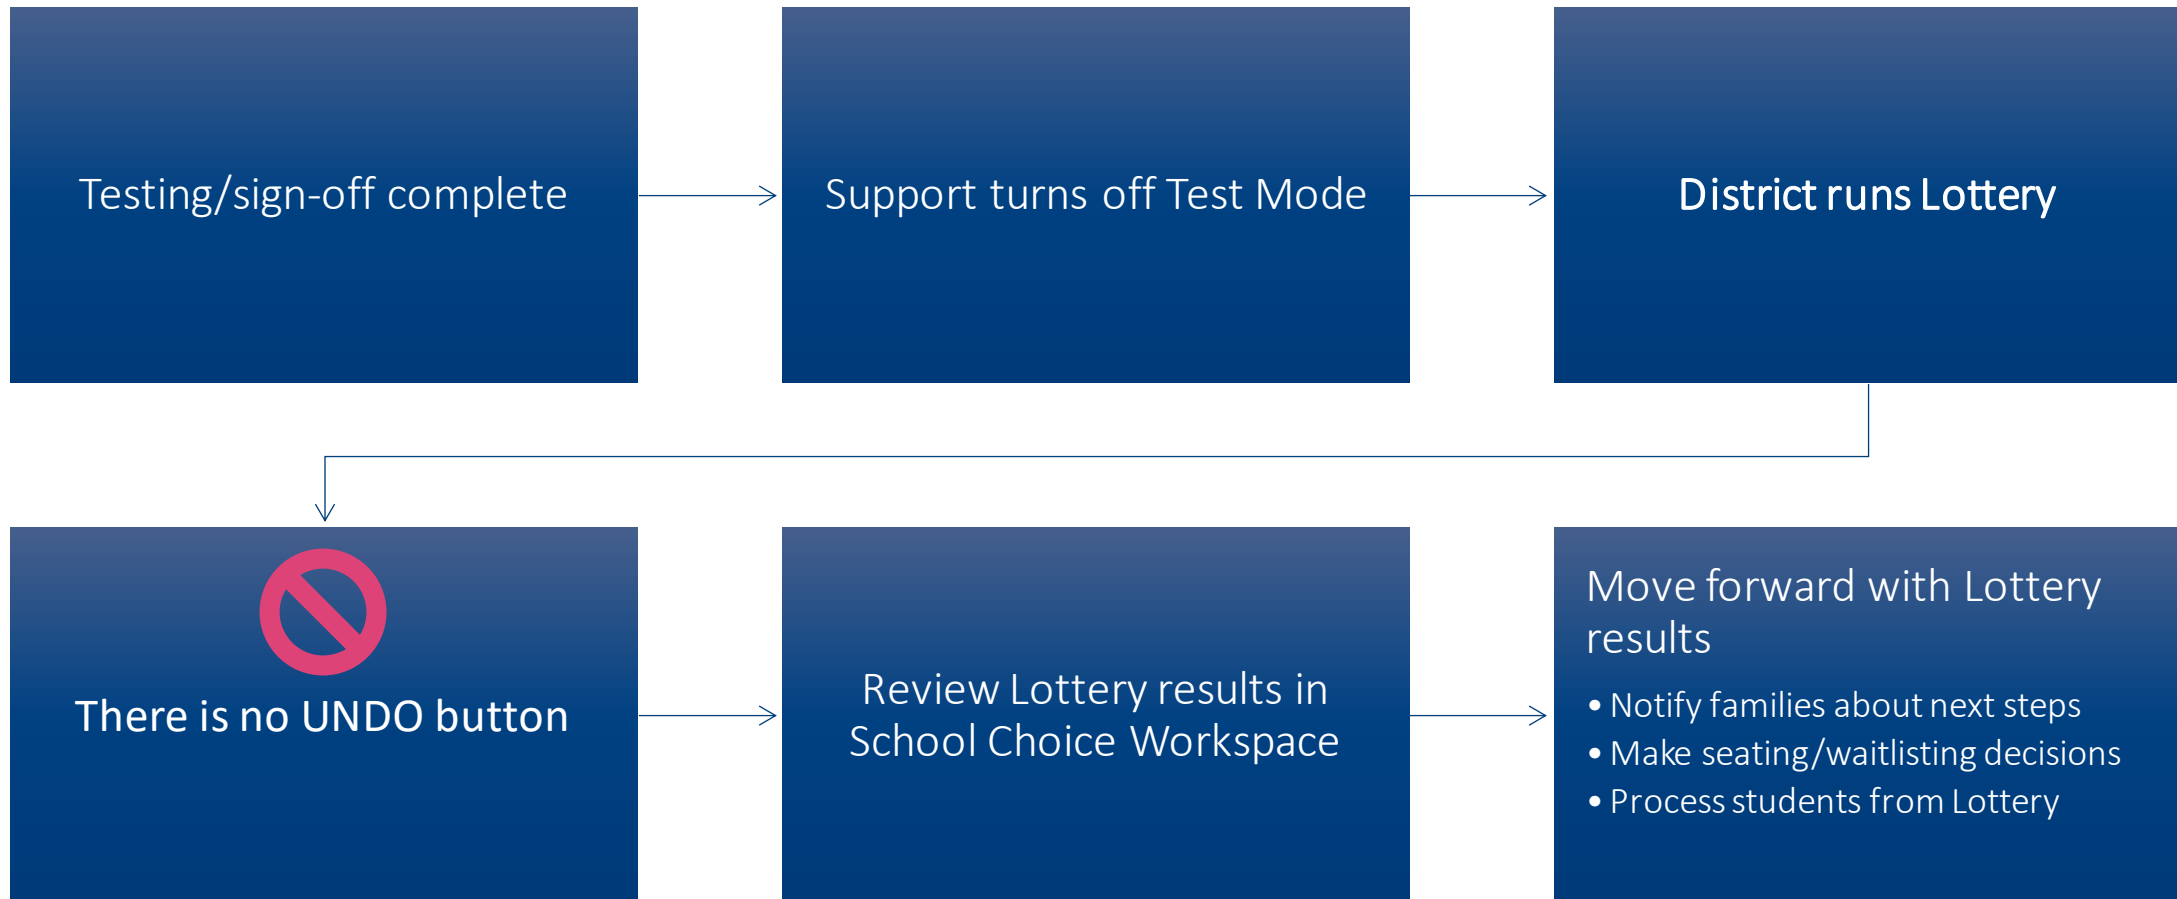 Testing/sign-off complete
Support turns off Test Mode
District runs Lottery
There is no UNDO button
Review Lottery results in
School Choice Workspace
Move forward with Lottery
results
• Notify families about next steps
• Make seating/waitlisting decisions
• Process students from Lottery